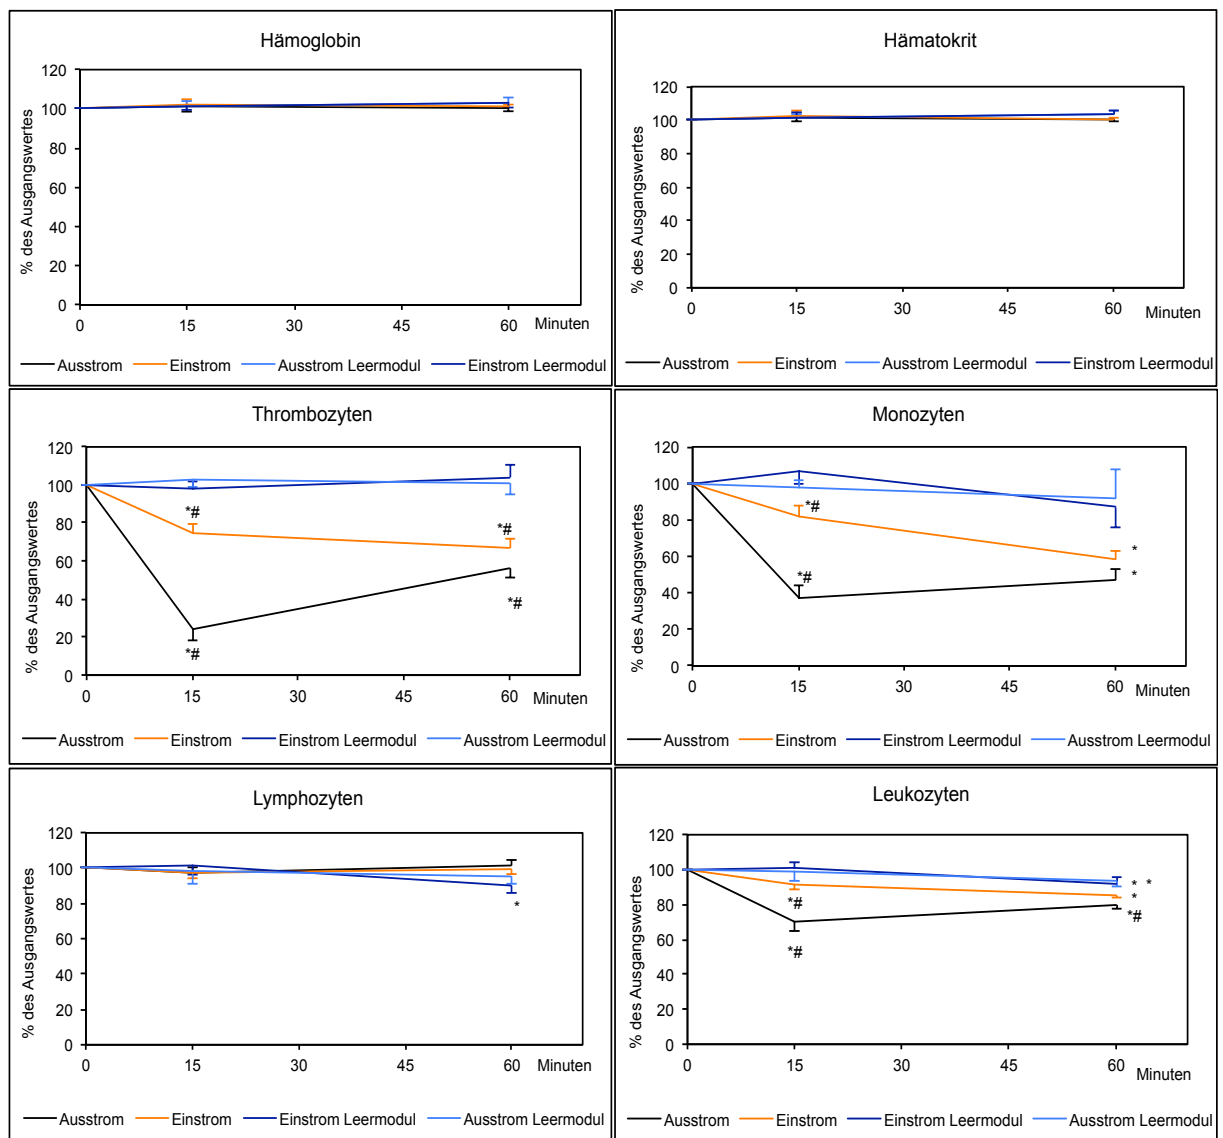 Hämoglobin
% des Ausgangswertes
120
100
80
60
40
20
0
0 15 30 45 60 Minuten
Ausstrom Einstrom Ausstrom Leermodul Einstrom Leermodul
Hämatokrit
% des Ausgangswertes
120
100
80
60
40
20
0
0 15 30 45 60 Minuten
Ausstrom Einstrom Ausstrom Leermodul Einstrom Leermodul
Thrombozyten
% des Ausgangswertes
120
100
80
60
40
20
0
*# *#
*#
*#
0 15 30 45 60 Minuten
Ausstrom Einstrom Einstrom Leermodul Ausstrom Leermodul
Monozyten
% des Ausgangswertes
120
100
80
60
40
20
0
*#
*
*# *
0 15 30 45 60 Minuten
Ausstrom Einstrom Einstrom Leermodul Ausstrom Leermodul
Lymphozyten
% des Ausgangswertes
120
100
80
60
40
20
0
*
0 15 30 45 60 Minuten
Ausstrom Einstrom Einstrom Leermodul Ausstrom Leermodul
Leukozyten
% des Ausgangswertes
120
100
80
60
40
20
0
* *
*# *
*#
*#
0 15 30 45 60 Minuten
Ausstrom Einstrom Einstrom Leermodul Ausstrom Leermodul